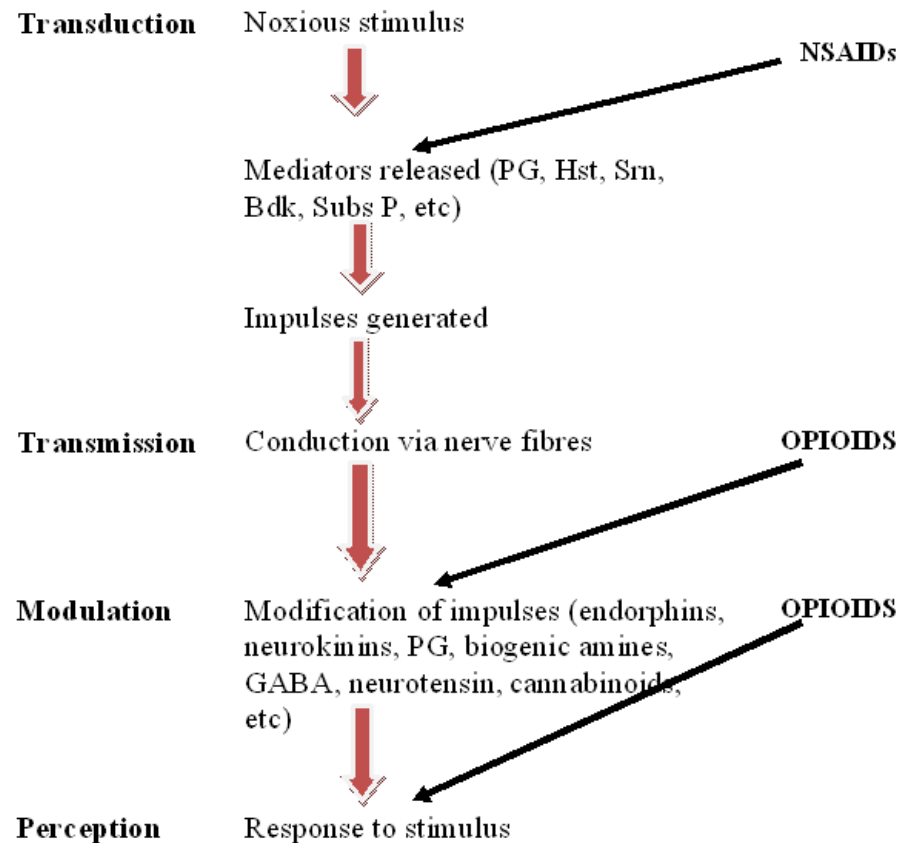 Transduction Noxious stimulus
NSAIDs
Mediators released (PG, Hst, Srn,
Bdk, Subs P, etc)
Impulses generated
Transmission Conduction via nerve fibres OPIOIDS
Modulation Modification of impulses (endorphins, OPIOIDS
neurokinins, PG, biogenic amines,
GABA, neurotensin, cannabinoids,
etc)
Perception Response to stimulus